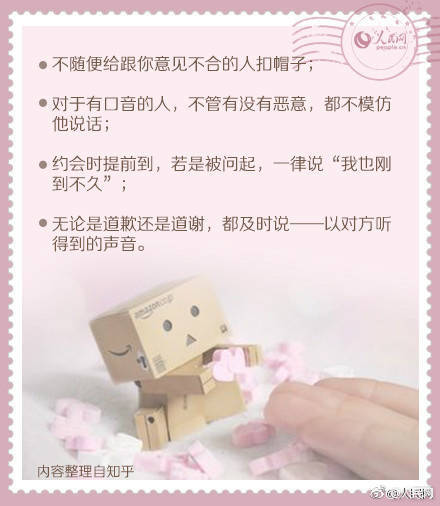 人民网
people.cn
不随便给跟你意见不合的人扣帽子；
对于有口音的人，不管有没有恶意，都不模仿
他说话；
约会时提前到，若是被问起，一律说“我也刚
到不久”；
无论是道歉还是道谢，都及时说——以对方听
得到的声音。
amazon.co.jp
内容整理自知乎
@人民网